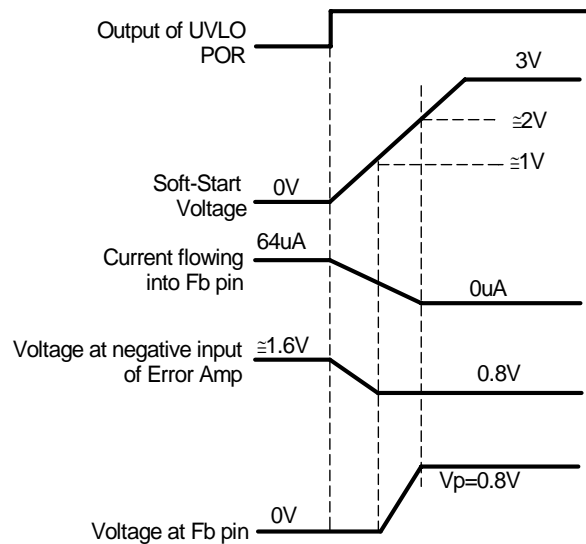 Output of UVLO
POR
3V
≅2V
≅1V
Soft-Start
Voltage
0V
64uA
Current flowing
into Fb pin
0uA
Voltage at negative input
of Error Amp
≅1.6V
0.8V
Voltage at Fb pin
0V
Vp=0.8V